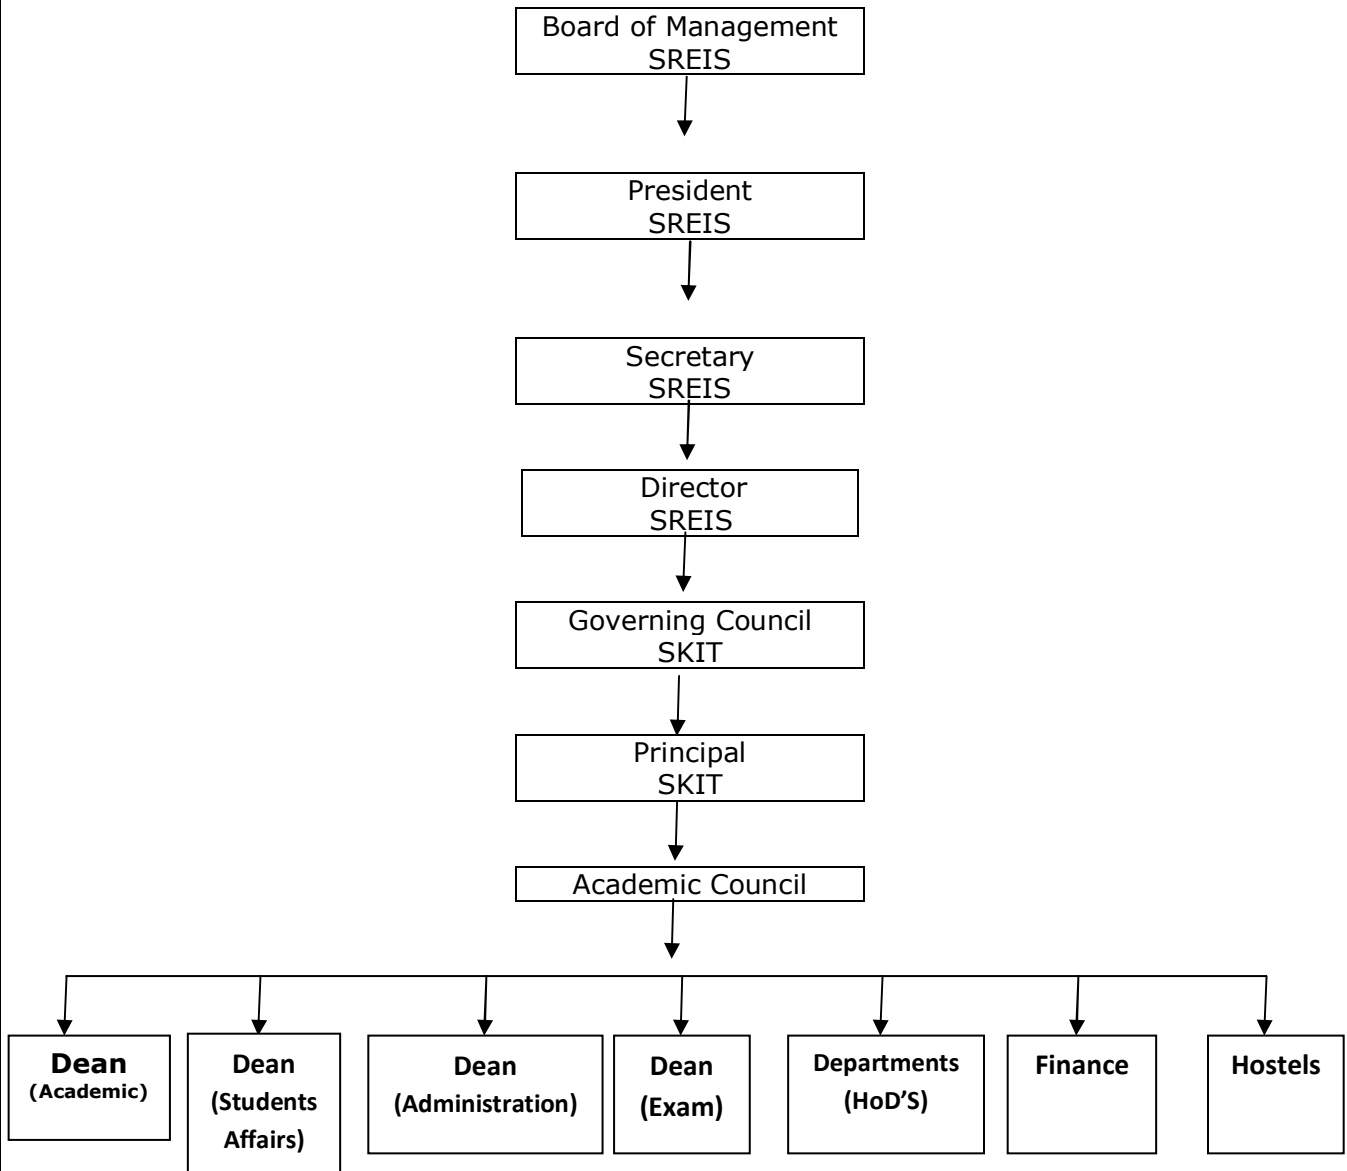 Board of Management
SREIS
President
SREIS
Secretary
SREIS
Director
SREIS
Governing Council
SKIT
Principal
SKIT
Academic Council
Dean
(Academic)
Dean
(Students
Affairs)
Dean
(Administration)
Dean
(Exam)
Departments
(HoD’S)
Finance
Hostels